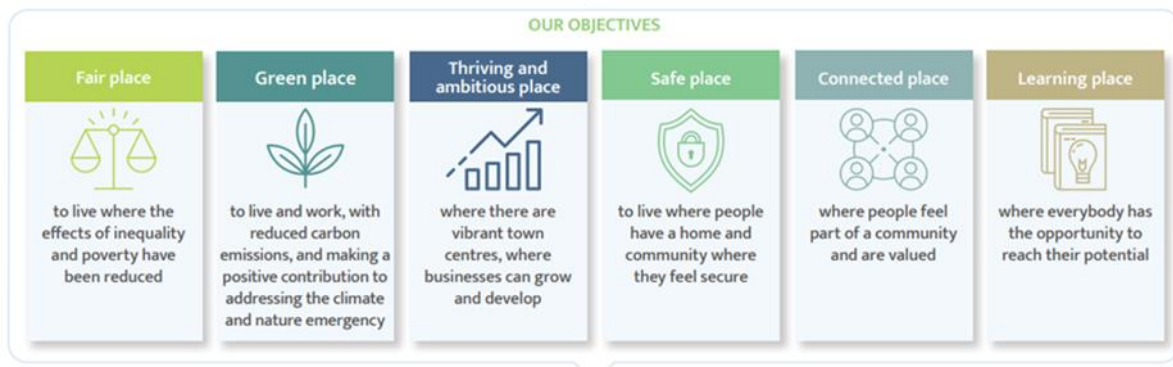 OUR OBJECTIVES
Fair place
to live where the
effects of inequality
and poverty have
been reduced
Green place
to live and work, with
reduced carbon
emissions, and making a
positive contribution to
addressing the climate
and nature emergency
Thriving and
ambitious place
where there are
vibrant town
centres, where
businesses can grow
and develop
Safe place
to live where people
have a home and
community where
they feel secure
Connected place
where people feel
part of a community
and are valued
Learning place
where everybody has
the opportunity to
reach their potential